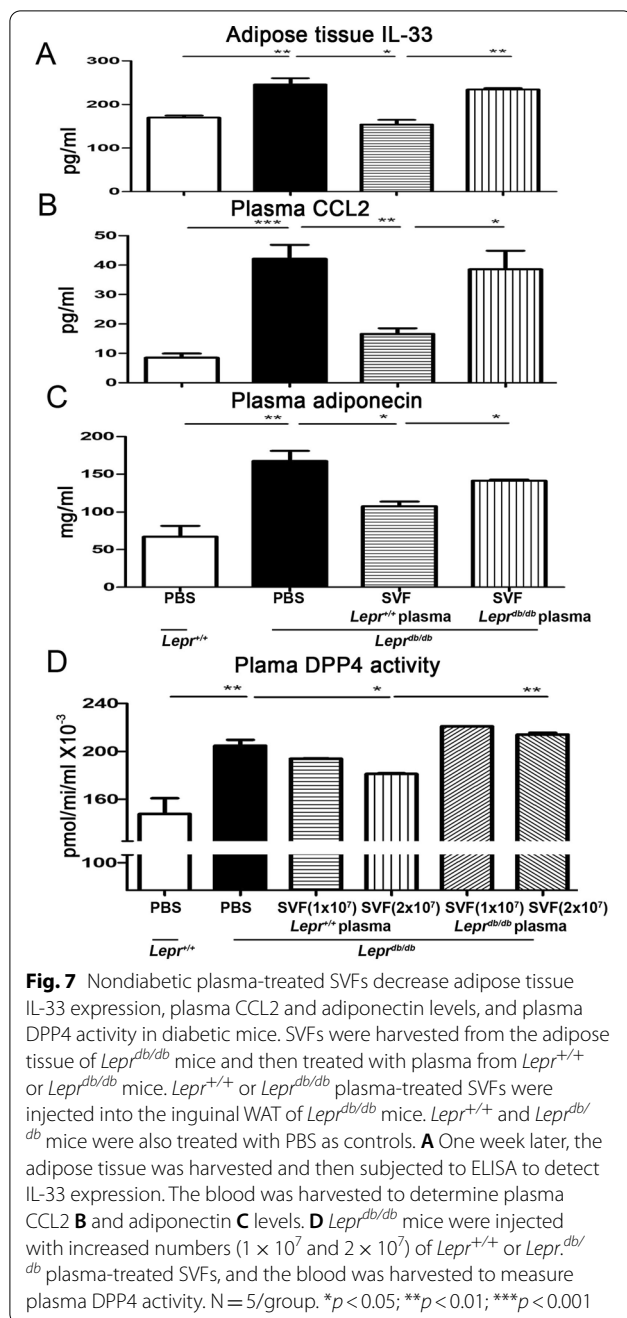 A
Adipose tissue IL-33
** * **
300
200
100
0
pg/ml
B
Plasma CCL2
*** ** *
50
40
30
20
10
0
pg/ml
C
Plasma adiponecin
** * *
200
150
100
50
0
mg/ml
PBS PBS SVF SVF
Lepr+/+ plasma Leprdb/db plasma
Lepr+/+ Leprdb/db
D
Plama DPP4 activity
** * **
240
200
160
100
pmol/mi/ml X10-3
PBS PBS SVF(1x10⁷) SVF(2x10⁷) SVF(1x10⁷) SVF(2x10⁷)
Lepr+/+ plasma Leprdb/db plasma
Lepr+/+ Leprdb/db
Fig. 7 Nondiabetic plasma-treated SVFs decrease adipose tissue
IL-33 expression, plasma CCL2 and adiponectin levels, and plasma
DPP4 activity in diabetic mice. SVFs were harvested from the adipose
tissue of Leprdb/db mice and then treated with plasma from Lepr+/+
or Leprdb/db mice. Lepr+/+ or Leprdb/db plasma-treated SVFs were
injected into the inguinal WAT of Leprdb/db mice. Lepr+/+ and Leprdb/
db mice were also treated with PBS as controls. A One week later, the
adipose tissue was harvested and then subjected to ELISA to detect
IL-33 expression. The blood was harvested to determine plasma
CCL2 B and adiponectin C levels. D Leprdb/db mice were injected
with increased numbers (1 × 10⁷ and 2 × 10⁷) of Lepr+/+ or Lepr.db/
db plasma-treated SVFs, and the blood was harvested to measure
plasma DPP4 activity. N = 5/group. *p < 0.05; **p < 0.01; ***p < 0.001